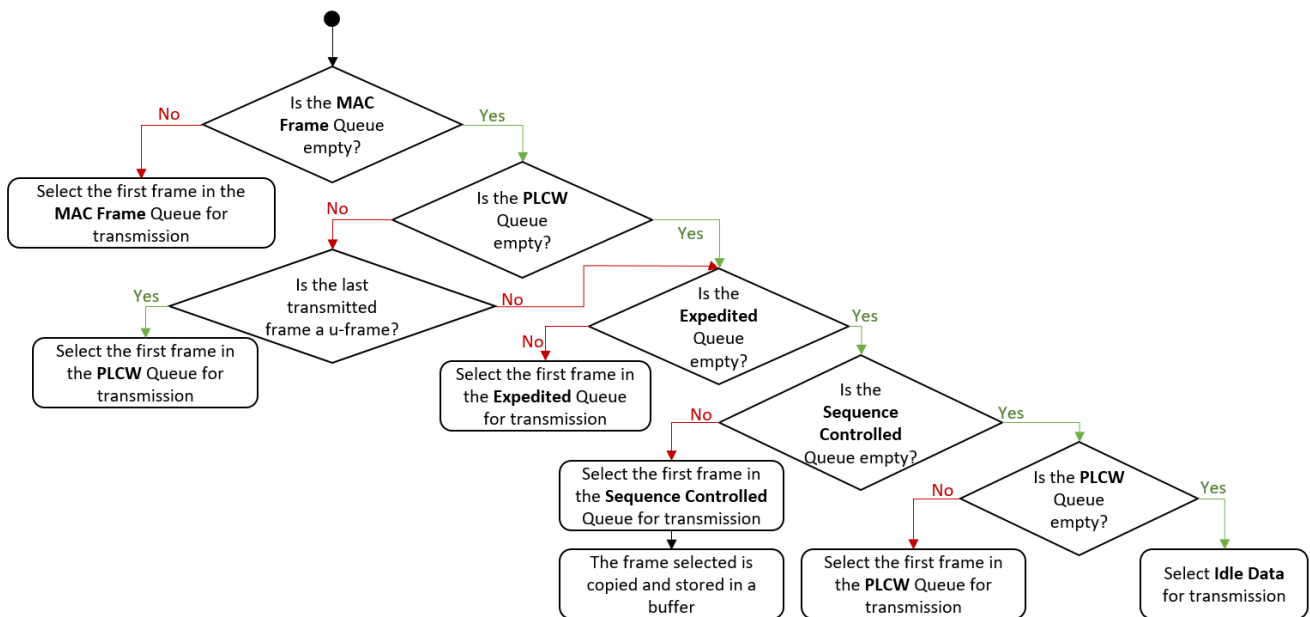 Is the MAC
Frame Queue
empty?
No
Yes
Select the first frame in the
MAC Frame Queue for
transmission
Is the PLCW
Queue
empty?
No
Yes
Is the last
transmitted
frame a u-frame?
Yes
No
Select the first frame in
the PLCW Queue for
transmission
Is the
Expedited
Queue
empty?
No
Yes
Select the first frame in
the Expedited Queue
for transmission
Is the
Sequence
Controlled
Queue empty?
No
Yes
Select the first frame in
the Sequence Controlled
Queue for transmission
The frame selected is
copied and stored in a
buffer
Is the PLCW
Queue
empty?
No
Yes
Select the first frame in
the PLCW Queue for
transmission
Select Idle Data
for transmission